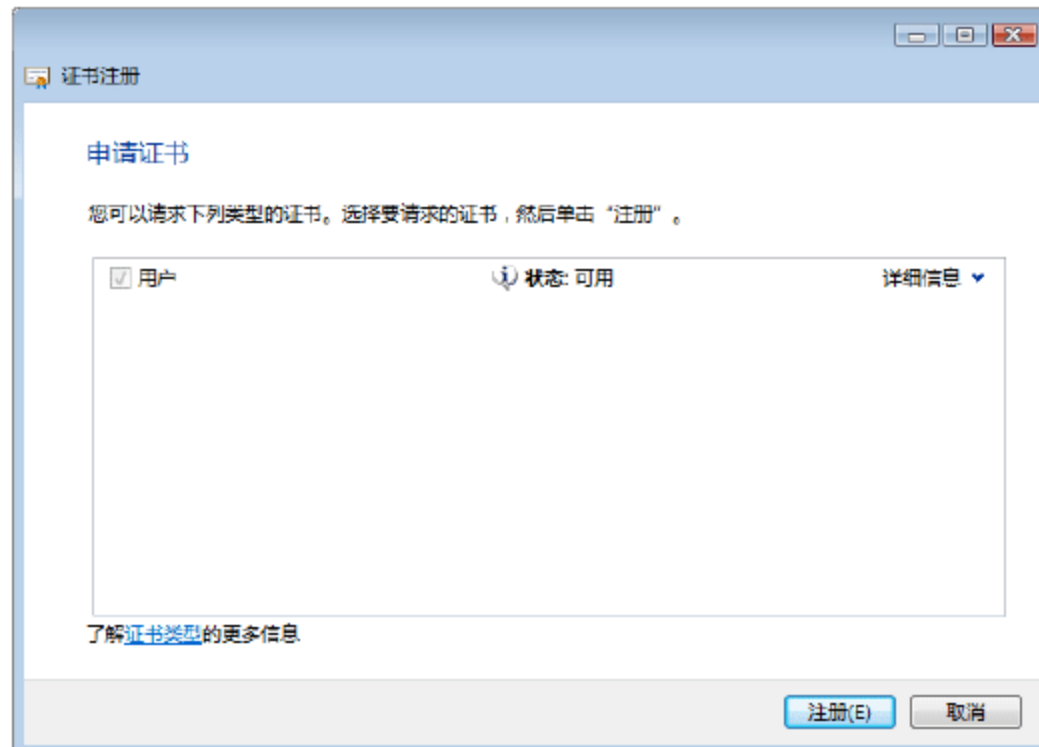 证书注册
申请证书
您可以请求下列类型的证书。选择要请求的证书，然后单击“注册”。
用户 状态: 可用 详细信息
了解证书类型的更多信息
注册(E) 取消